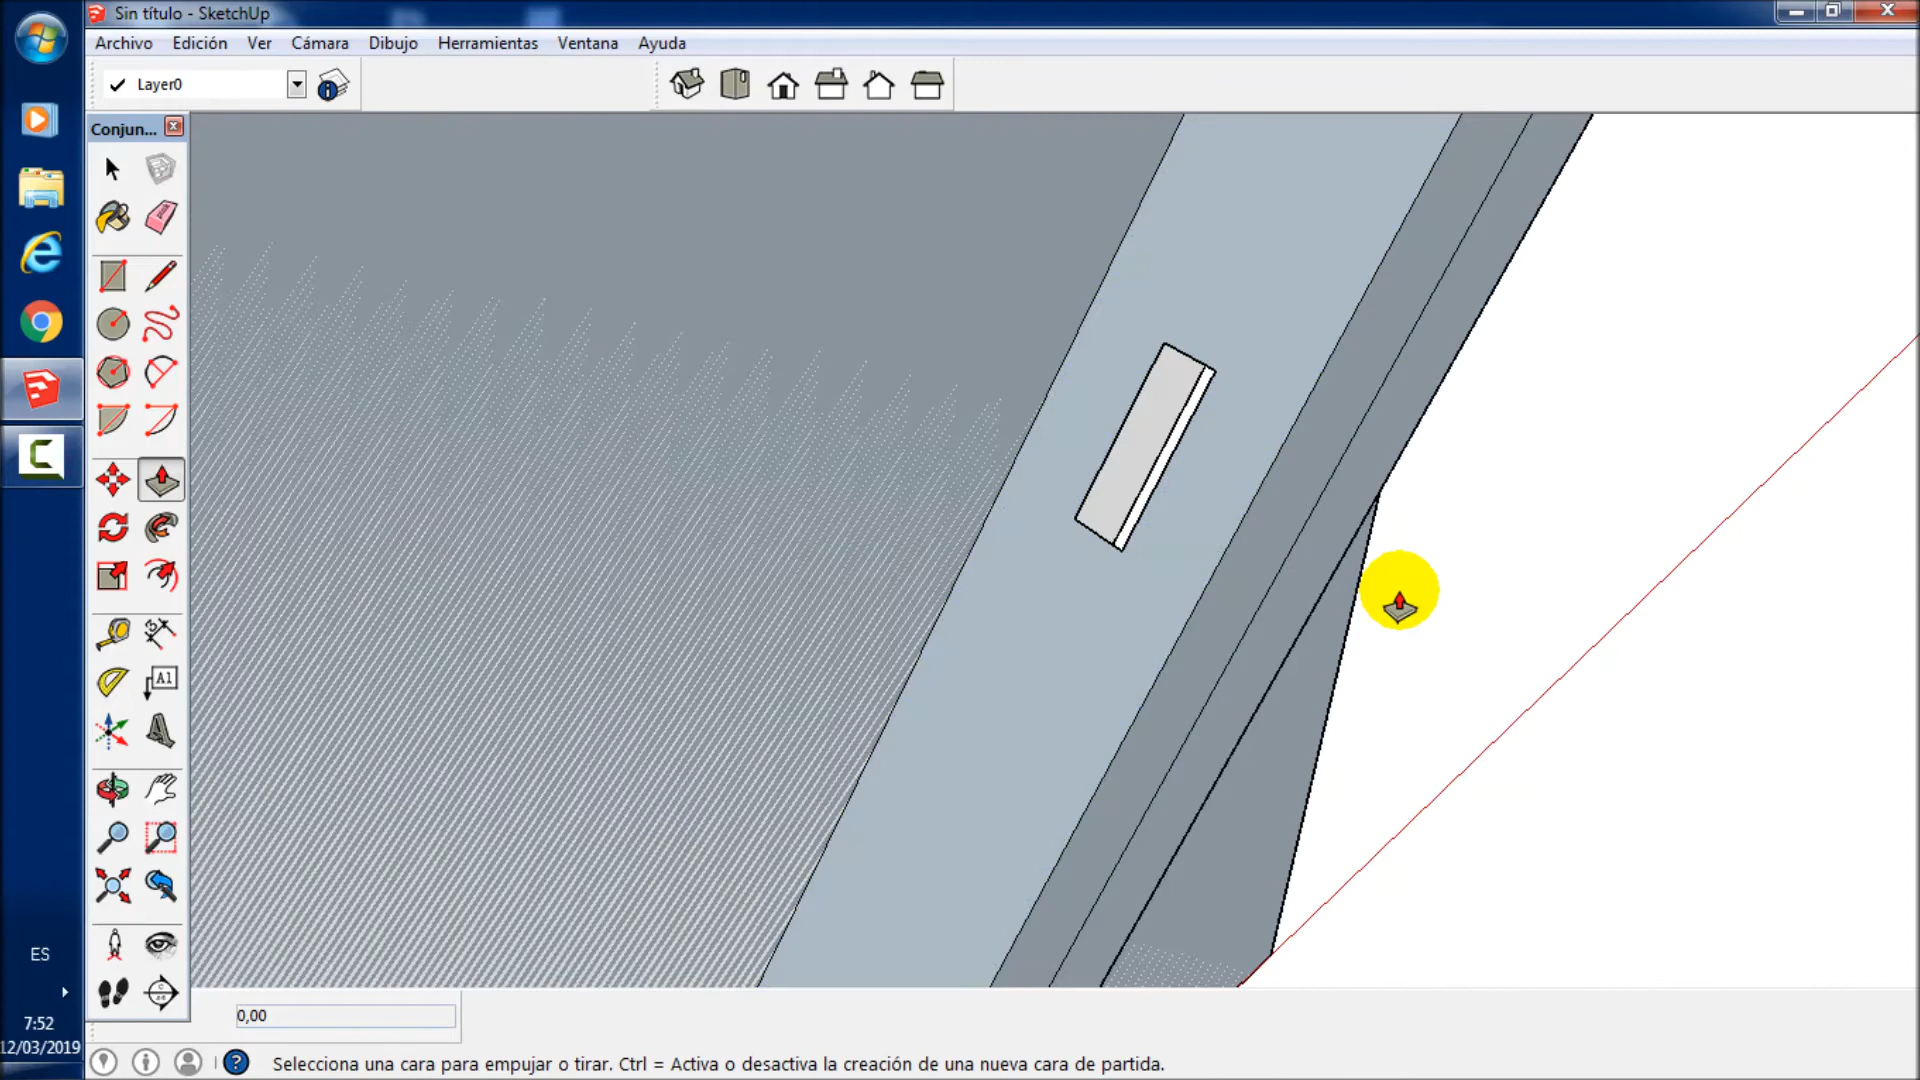 Sin título - SketchUp
Archivo Edición Ver Cámara Dibujo Herramientas Ventana Ayuda
Layer0
Conjun...
A1
ES
0,00
7:52
12/03/2019
Selecciona una cara para empujar o tirar. Ctrl = Activa o desactiva la creación de una nueva cara de partida.